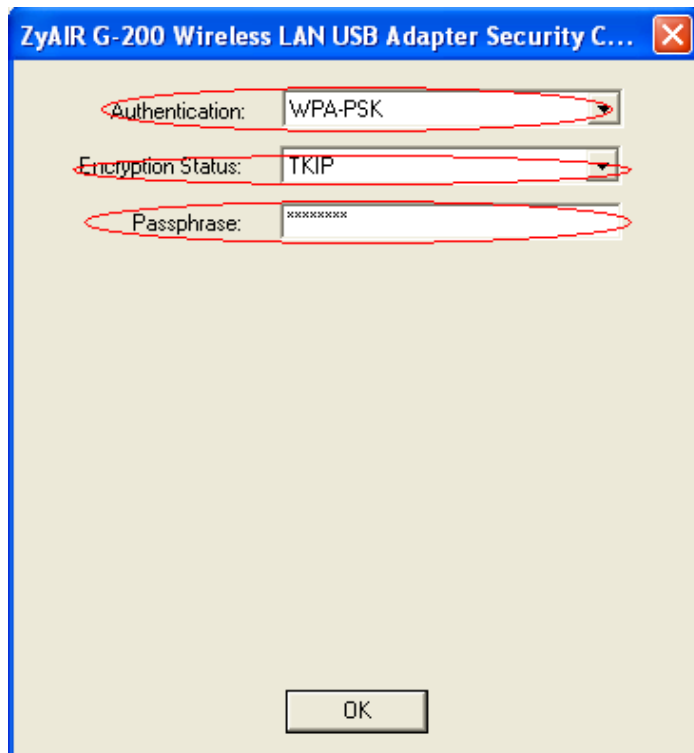 ZyAIR G-200 Wireless LAN USB Adapter Security C...
Authentication: WPA-PSK
Encryption Status: TKIP
Passphrase: ********
OK